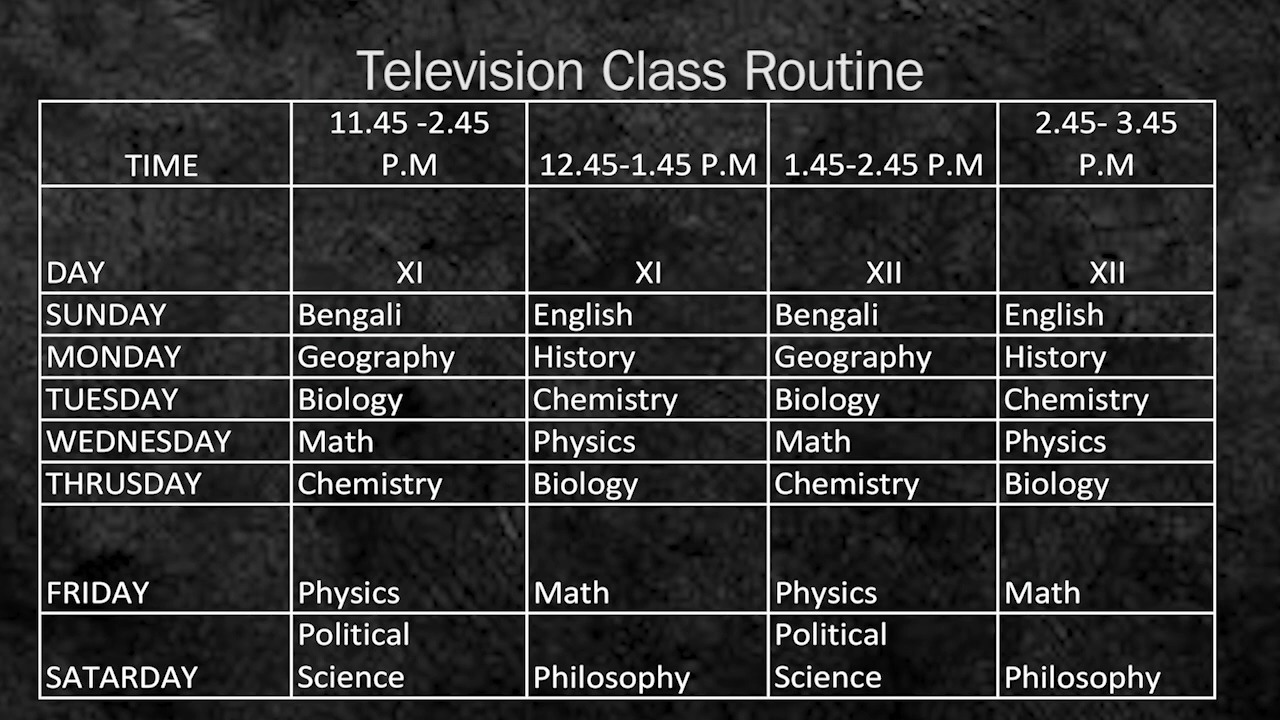 Television Class Routine
TIME 11.45 -2.45 P.M 12.45-1.45 P.M 1.45-2.45 P.M 2.45- 3.45 P.M
DAY XI XI XII XII
SUNDAY Bengali English Bengali English
MONDAY Geography History Geography History
TUESDAY Biology Chemistry Biology Chemistry
WEDNESDAY Math Physics Math Physics
THRUSDAY Chemistry Biology Chemistry Biology
FRIDAY Physics Math Physics Math
SATARDAY Political Science Philosophy Political Science Philosophy